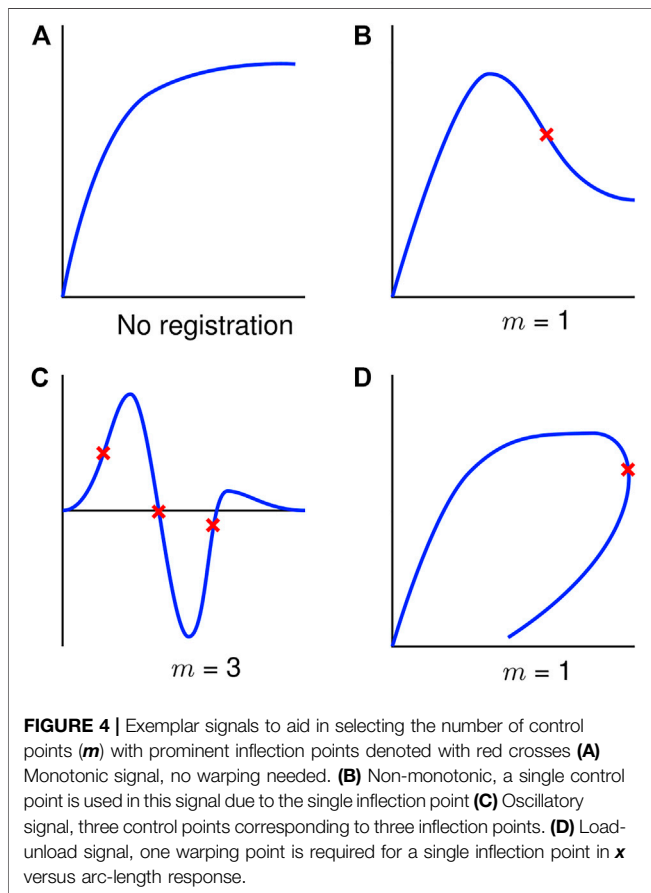 A
B
No registration
m = 1
C
D
m = 3
m = 1
FIGURE 4 | Exemplar signals to aid in selecting the number of control
points (m) with prominent inflection points denoted with red crosses (A)
Monotonic signal, no warping needed. (B) Non-monotonic, a single control
point is used in this signal due to the single inflection point (C) Oscillatory
signal, three control points corresponding to three inflection points. (D) Load-
unload signal, one warping point is required for a single inflection point in x
versus arc-length response.